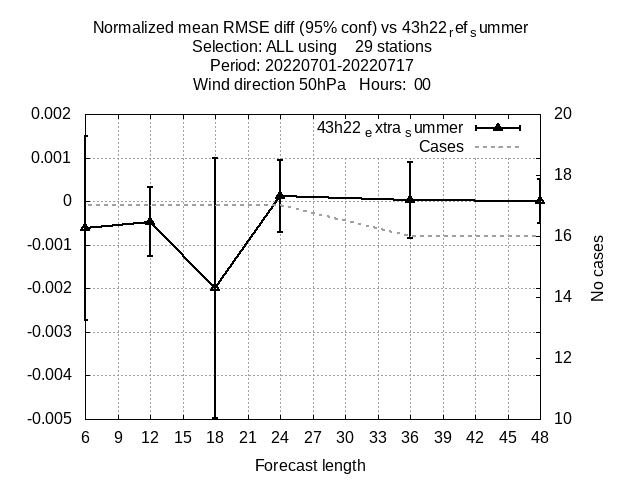 Normalized mean RMSE diff (95% conf) vs 43h22refsummer
Selection: ALL using 29 stations
Period: 20220701-20220717
Wind direction 50hPa Hours: 00
43h22extrasummer
Cases
0.002
0.001
0
-0.001
-0.002
-0.003
-0.004
-0.005
20
18
16
14
12
10
No cases
6 9 12 15 18 21 24 27 30 33 36 39 42 45 48
Forecast length